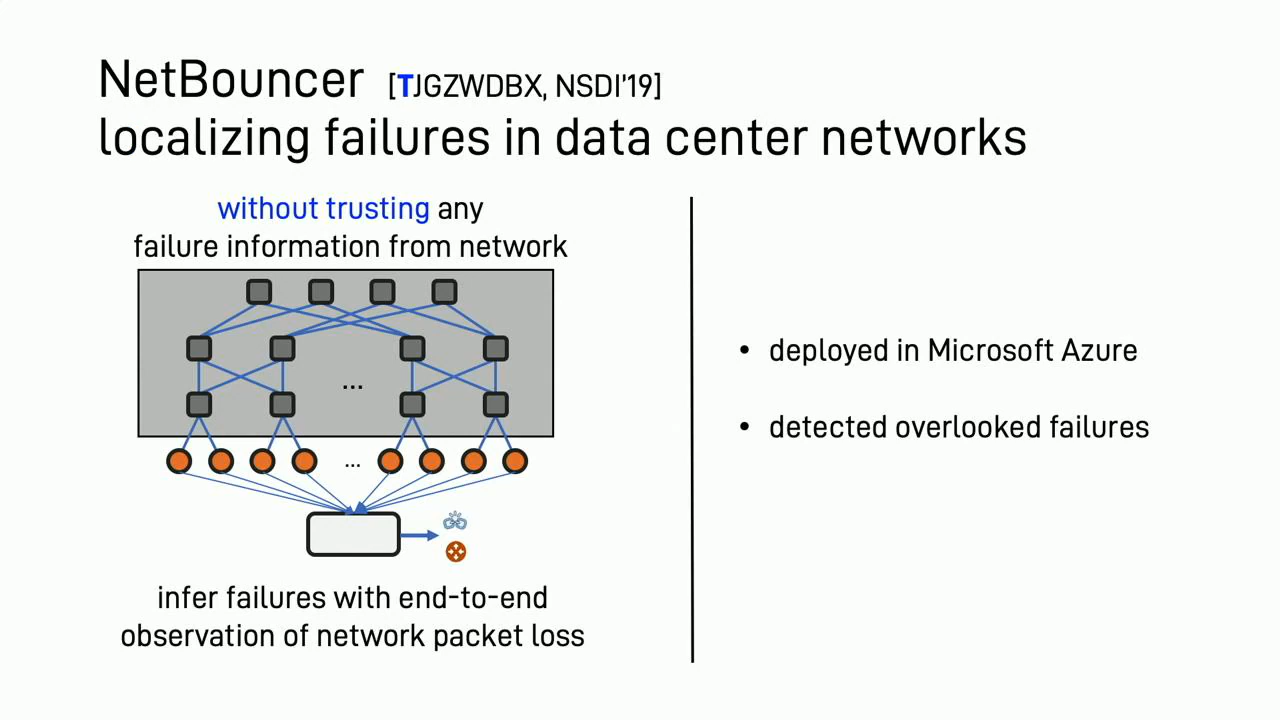 NetBouncer [TJGZWDBX, NSDI'19]
localizing failures in data center networks
without trusting any
failure information from network
...
...
infer failures with end-to-end
observation of network packet loss
• deployed in Microsoft Azure
• detected overlooked failures